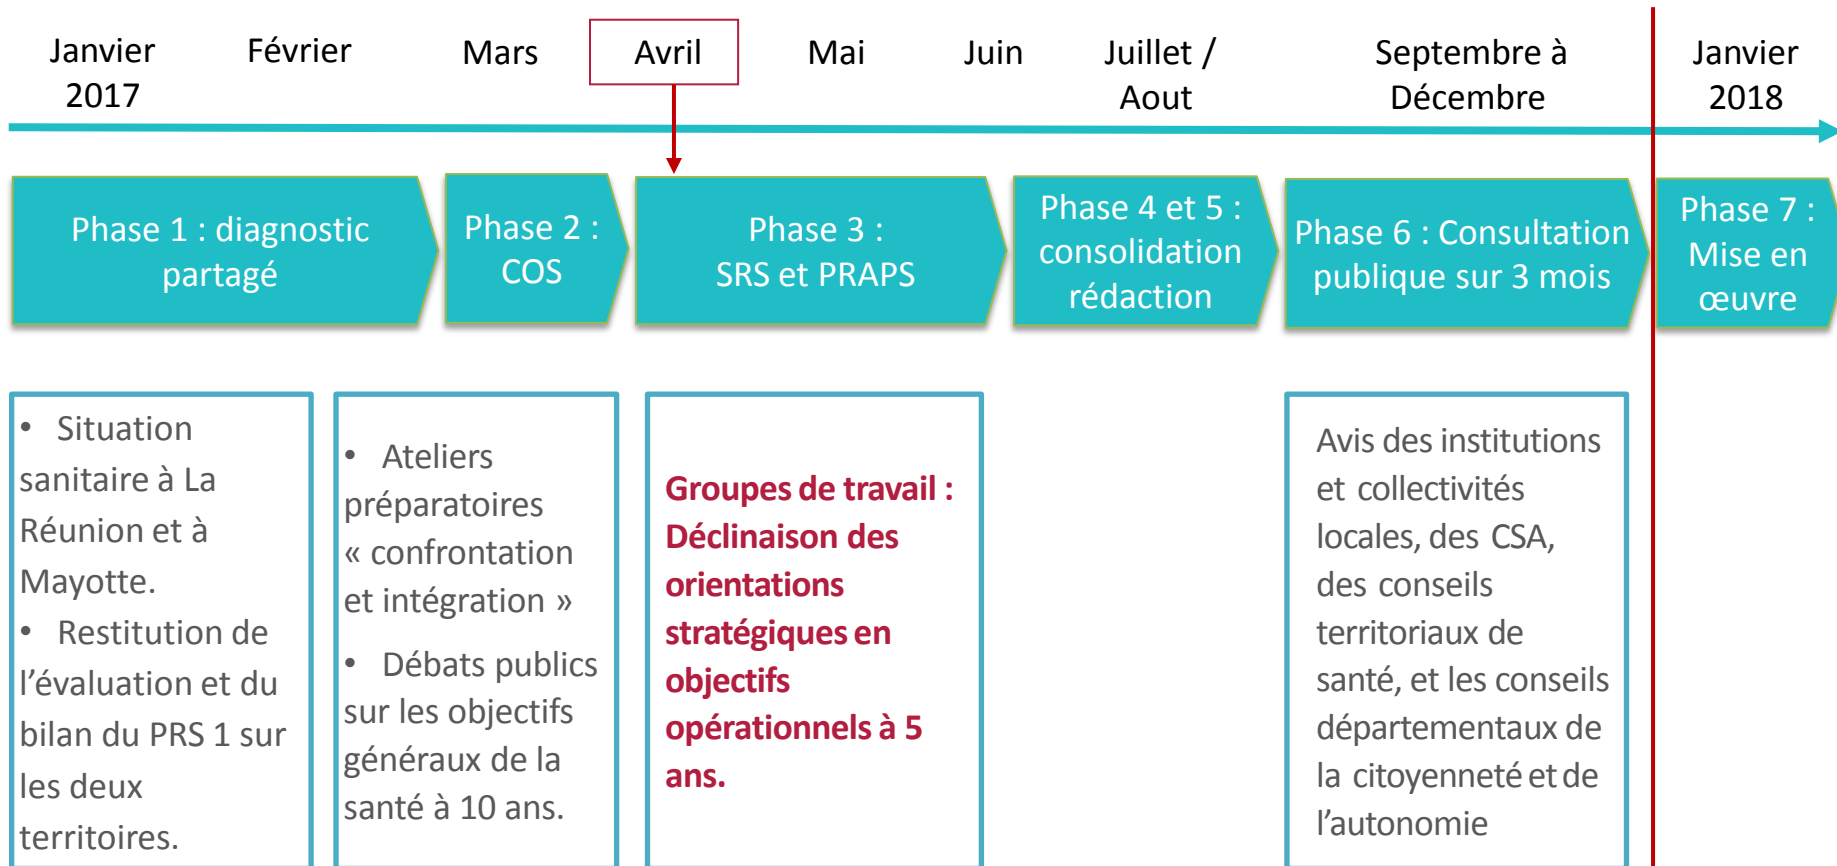 Janvier
2017
Février
Mars
Avril
Mai
Juin
Juillet /
Aout
Septembre à
Décembre
Janvier
2018
Phase 1 : diagnostic
partagé
Phase 2 :
COS
Phase 3 :
SRS et PRAPS
Phase 4 et 5 :
consolidation
rédaction
Phase 6 : Consultation
publique sur 3 mois
Phase 7 :
Mise en
œuvre
• Situation
sanitaire à La
Réunion et à
Mayotte.
• Restitution de
l’évaluation et du
bilan du PRS 1 sur
les deux
territoires.
• Ateliers
préparatoires
« confrontation
et intégration »
• Débats publics
sur les objectifs
généraux de la
santé à 10 ans.
Groupes de travail :
Déclinaison des
orientations
stratégiques en
objectifs
opérationnels à 5
ans.
Avis des institutions
et collectivités
locales, des CSA,
des conseils
territoriaux de
santé, et les conseils
départementaux de
la citoyenneté et de
l’autonomie